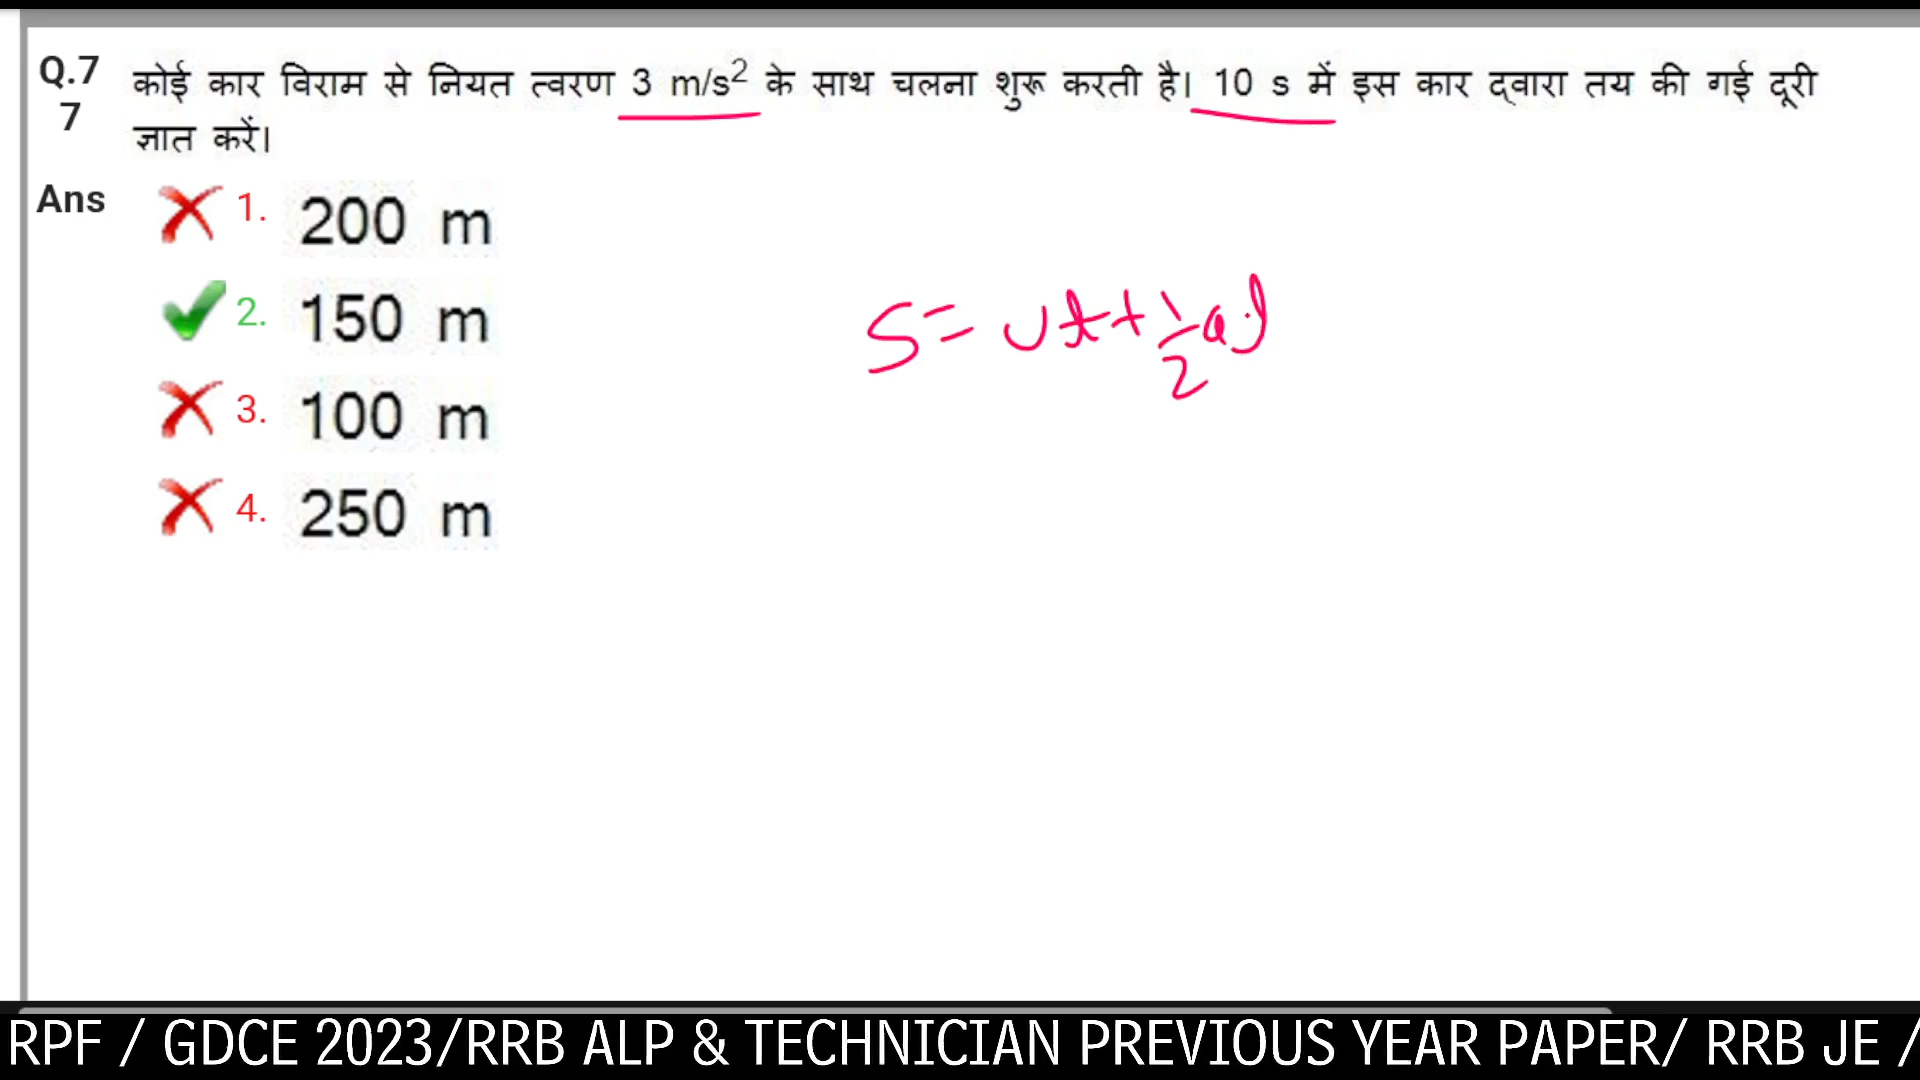 Q.7
7
कोई कार विराम से नियत त्वरण 3 m/s² के साथ चलना शुरू करती है। 10 s में इस कार द्वारा तय की गई दूरी
ज्ञात करें।
Ans
1. 200 m
2. 150 m
3. 100 m
4. 250 m
S = ut + 1/2 a.t
RPF / GDCE 2023/RRB ALP & TECHNICIAN PREVIOUS YEAR PAPER/ RRB JE /